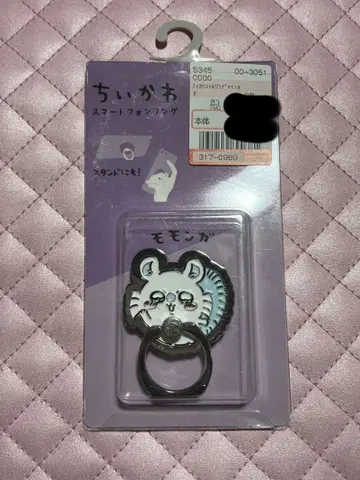 ちいかわ
スマートフォンリング
スタンドにも!
5345 00-3051
0000
本体
317-0969
モモンガ